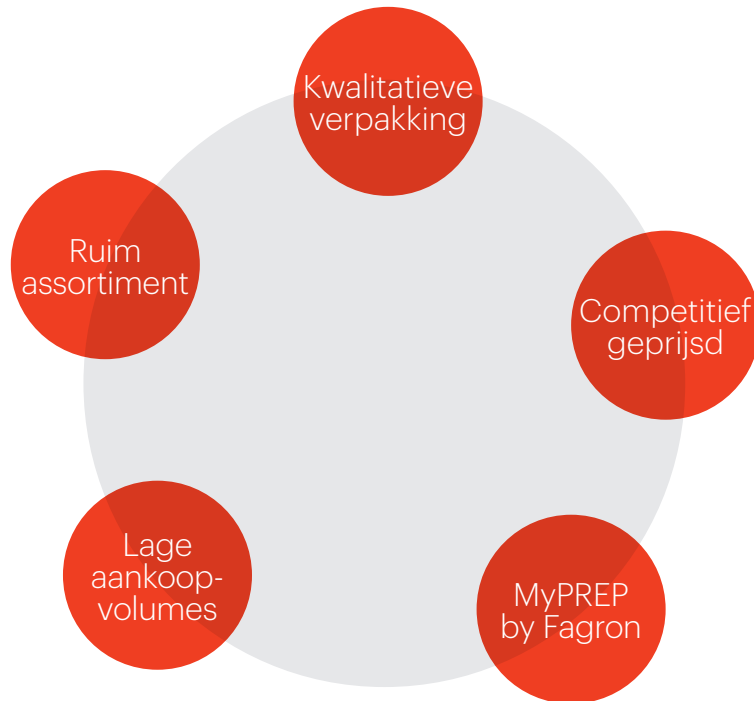 Kwalitatieve
verpakking
Ruim
assortiment
Competitief
geprijsd
Lage
aankoop-
volumes
MyPREP
by Fagron